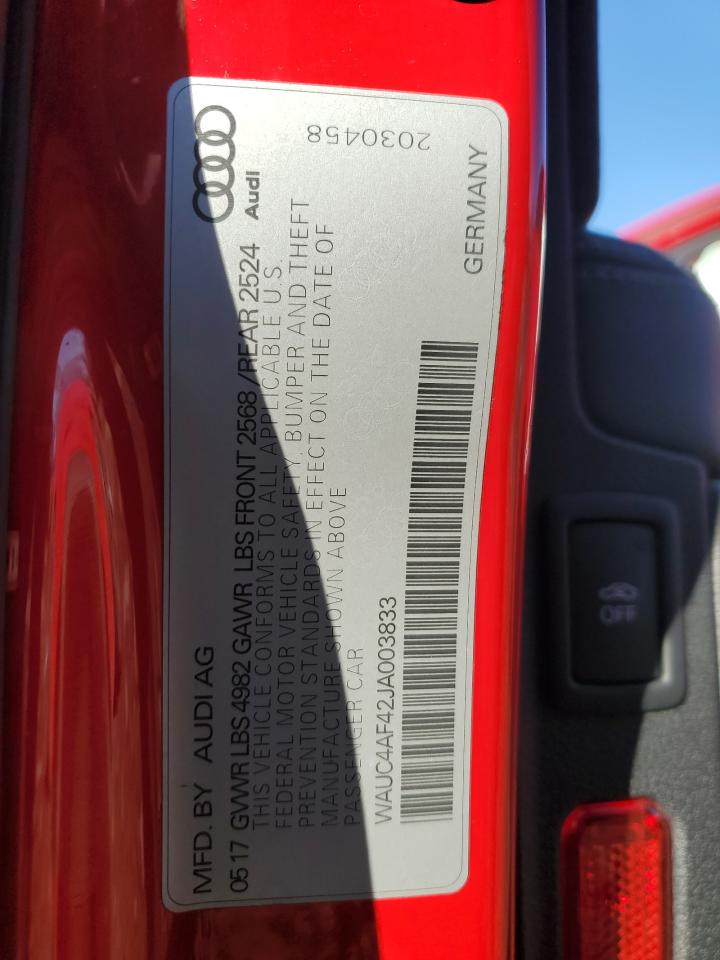 MFD. BY AUDI AG
Audi
0517 GVWR LBS 4982 GAWR LBS FRONT 2568 /REAR 2524
THIS VEHICLE CONFORMS TO ALL APPLICABLE U.S.
FEDERAL MOTOR VEHICLE SAFETY, BUMPER AND THEFT
PREVENTION STANDARDS IN EFFECT ON THE DATE OF
MANUFACTURE SHOWN ABOVE
PASSENGER CAR
2030458
WAUC4AF42JA003833
GERMANY
OFF